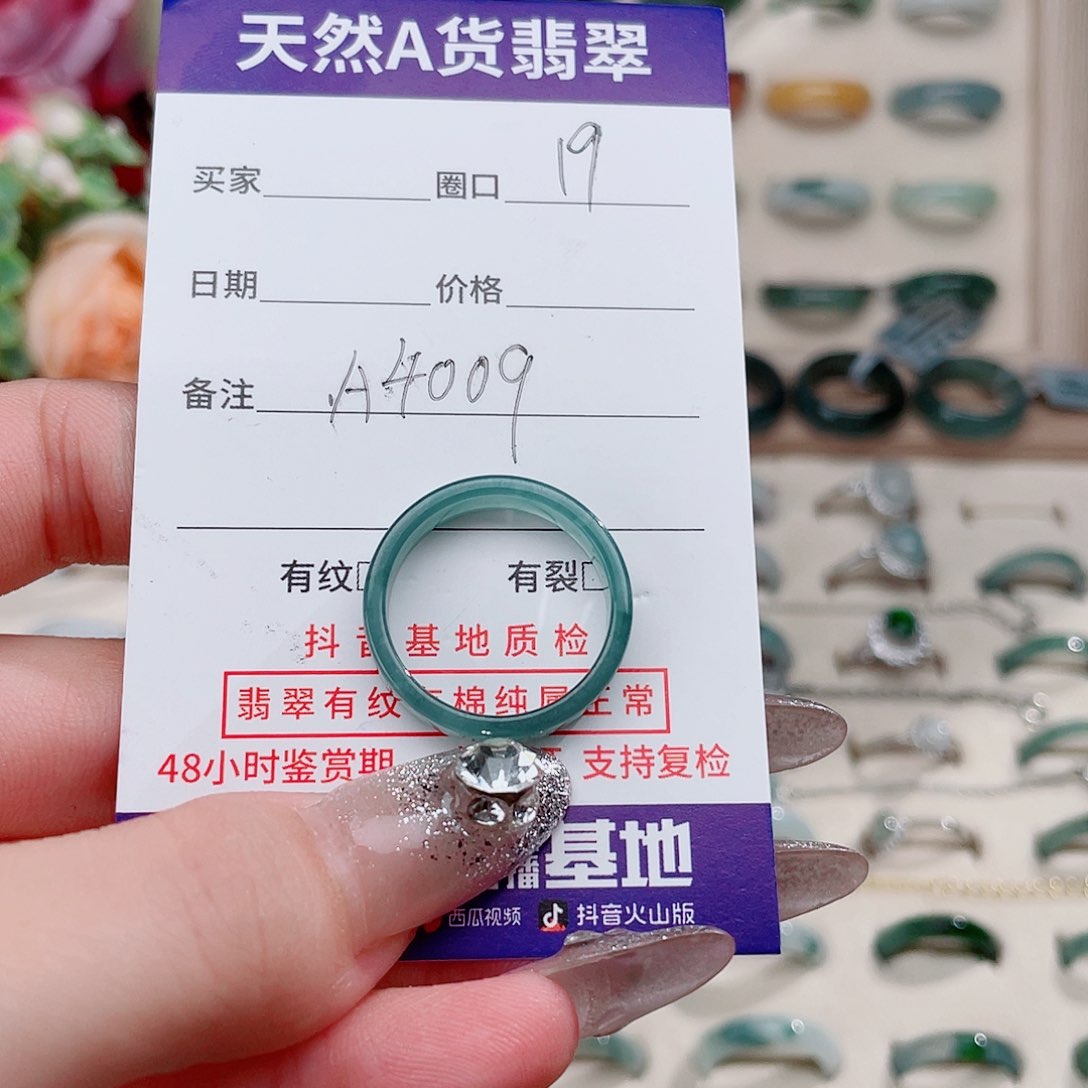 天然A货翡翠
买家 圈口 19
日期 价格
备注 A4009
有纹 有裂
抖音基地质检
翡翠有纹 棉纯属正常
48小时鉴赏期 支持复检
播基地
西瓜视频 抖音火山版